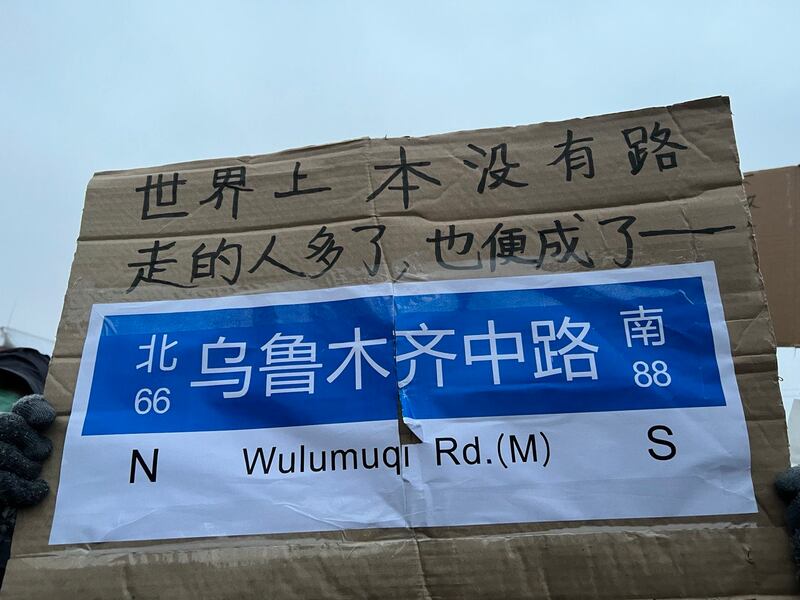 世界上本没有路
走的人多了,也便成了——
北 乌鲁木齐中路 南
66 88
N Wulumuqi Rd.(M) S